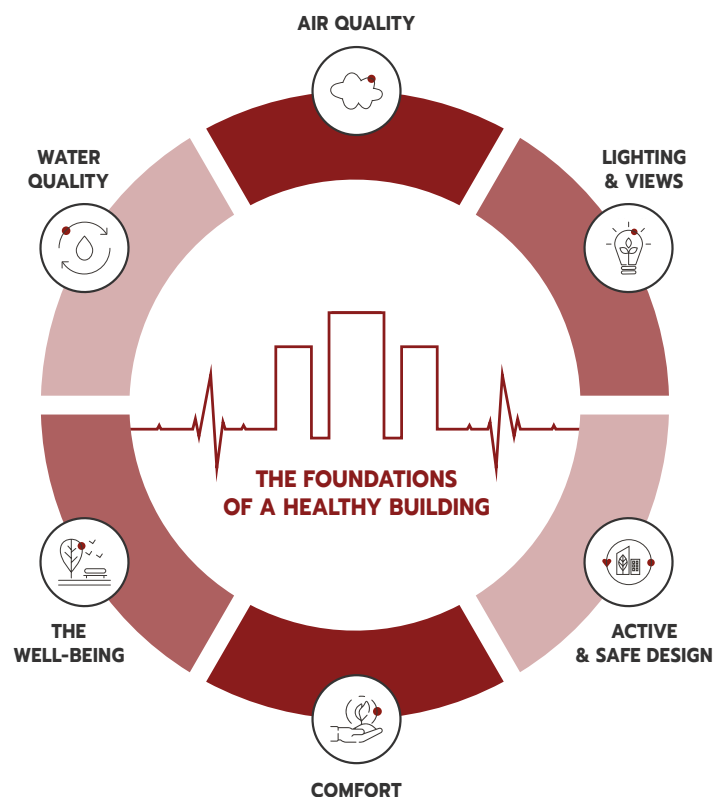 AIR QUALITY
WATER
QUALITY
LIGHTING
& VIEWS
THE FOUNDATIONS
OF A HEALTHY BUILDING
THE
WELL-BEING
ACTIVE
& SAFE DESIGN
COMFORT